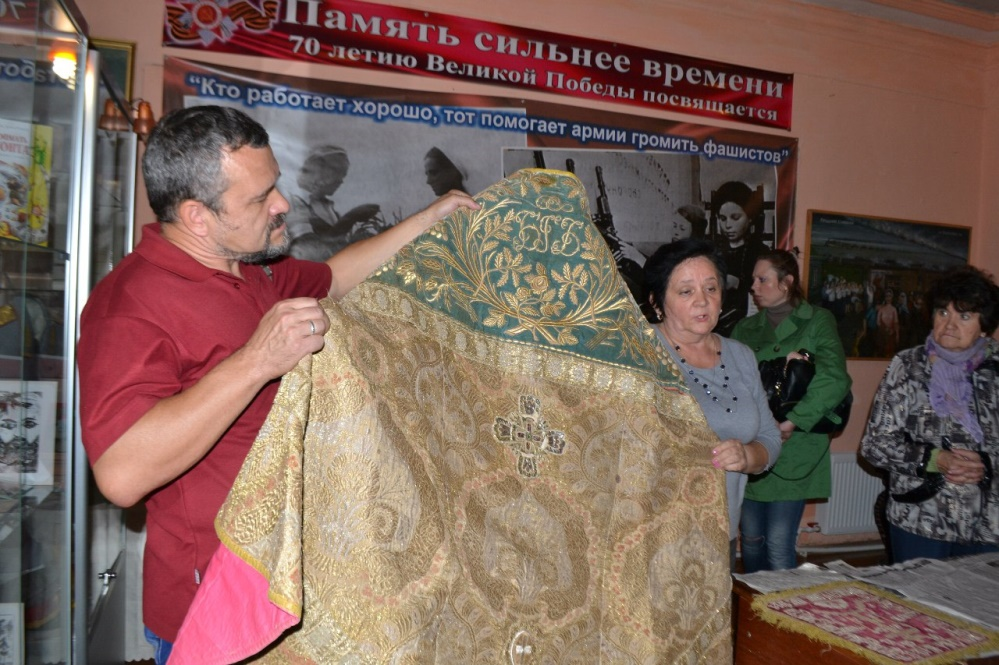 Память сильнее времени
70 летию Великой Победы посвящается
“Кто работает хорошо, тот помогает армии громить фашистов”